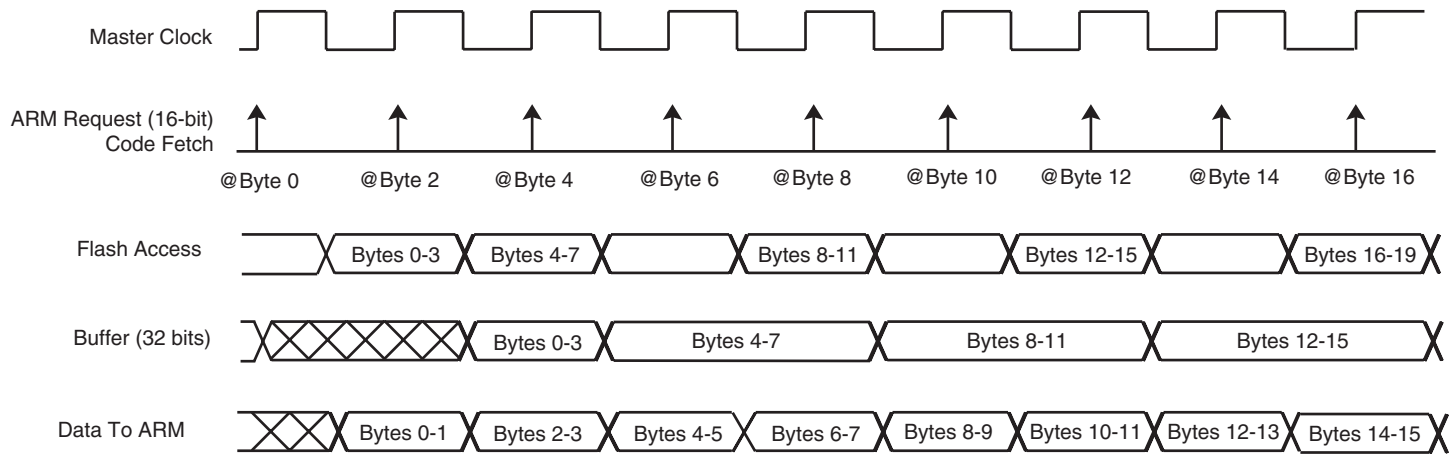 Master Clock
ARM Request (16-bit)
Code Fetch
@Byte 0 @Byte 2 @Byte 4 @Byte 6 @Byte 8 @Byte 10 @Byte 12 @Byte 14 @Byte 16
Flash Access Bytes 0-3 Bytes 4-7 Bytes 8-11 Bytes 12-15 Bytes 16-19
Buffer (32 bits) Bytes 0-3 Bytes 4-7 Bytes 8-11 Bytes 12-15
Data To ARM Bytes 0-1 Bytes 2-3 Bytes 4-5 Bytes 6-7 Bytes 8-9 Bytes 10-11 Bytes 12-13 Bytes 14-15